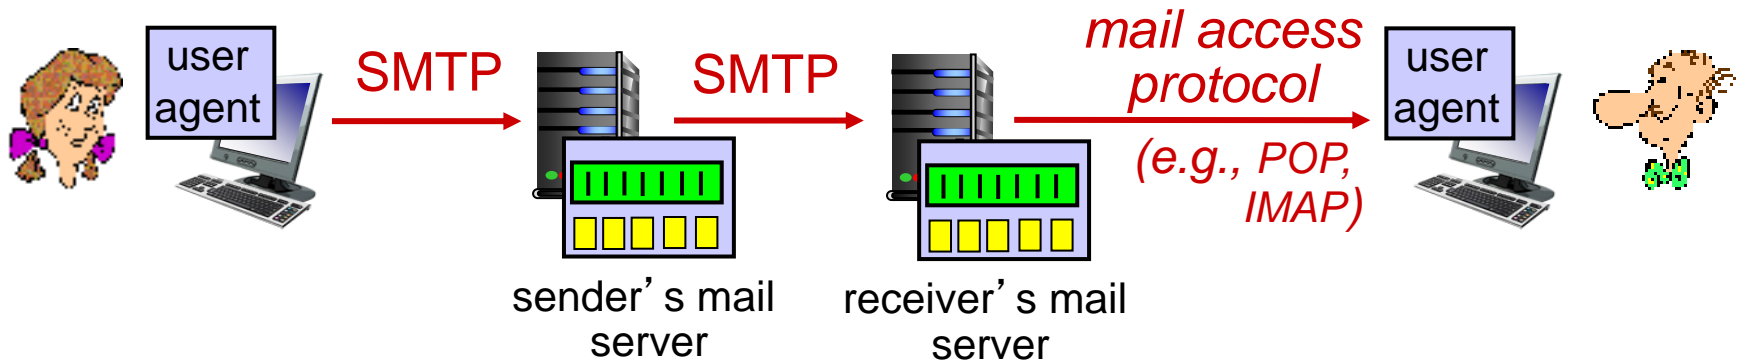 user
agent
SMTP
SMTP
mail access
protocol
(e.g., POP,
IMAP)
user
agent
sender’s mail
server
receiver’s mail
server